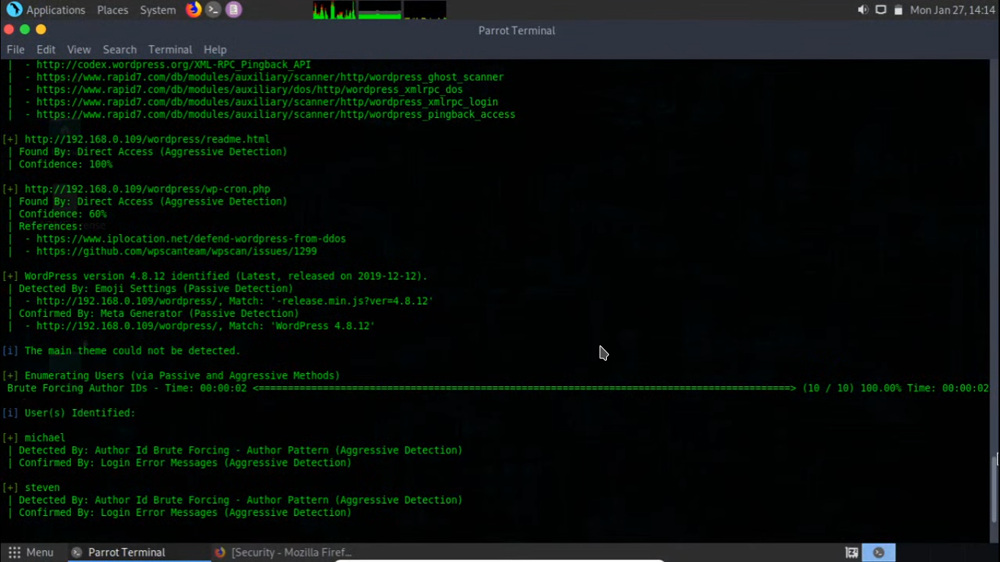 Applications Places System Mon Jan 27, 14:14
Parrot Terminal
File Edit View Search Terminal Help
| - http://codex.wordpress.org/XML-RPC_Pingback_API
| - https://www.rapid7.com/db/modules/auxiliary/scanner/http/wordpress_ghost_scanner
| - https://www.rapid7.com/db/modules/auxiliary/dos/http/wordpress_xmlrpc_dos
| - https://www.rapid7.com/db/modules/auxiliary/scanner/http/wordpress_xmlrpc_login
| - https://www.rapid7.com/db/modules/auxiliary/scanner/http/wordpress_pingback_access
[+] http://192.168.0.109/wordpress/readme.html
| Found By: Direct Access (Aggressive Detection)
| Confidence: 100%
[+] http://192.168.0.109/wordpress/wp-cron.php
| Found By: Direct Access (Aggressive Detection)
| Confidence: 60%
| References:
| - https://www.iplocation.net/defend-wordpress-from-ddos
| - https://github.com/wpscanteam/wpscan/issues/1299
[+] WordPress version 4.8.12 identified (Latest, released on 2019-12-12).
| Detected By: Emoji Settings (Passive Detection)
| - http://192.168.0.109/wordpress/, Match: '-release.min.js?ver=4.8.12'
| Confirmed By: Meta Generator (Passive Detection)
| - http://192.168.0.109/wordpress/, Match: 'WordPress 4.8.12'
[i] The main theme could not be detected.
[+] Enumerating Users (via Passive and Aggressive Methods)
Brute Forcing Author IDs - Time: 00:00:02 <============================================================================================> (10 / 10) 100.00% Time: 00:00:02
[i] User(s) Identified:
[+] michael
| Detected By: Author Id Brute Forcing - Author Pattern (Aggressive Detection)
| Confirmed By: Login Error Messages (Aggressive Detection)
[+] steven
| Detected By: Author Id Brute Forcing - Author Pattern (Aggressive Detection)
| Confirmed By: Login Error Messages (Aggressive Detection)
Menu Parrot Terminal [Security - Mozilla Firef...